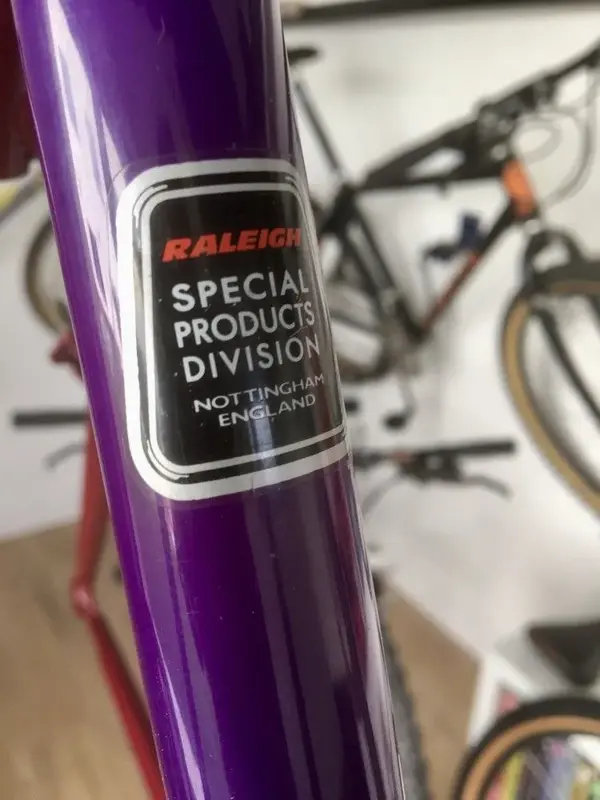 RALEIGH
SPECIAL
PRODUCTS
DIVISION
NOTTINGHAM
ENGLAND